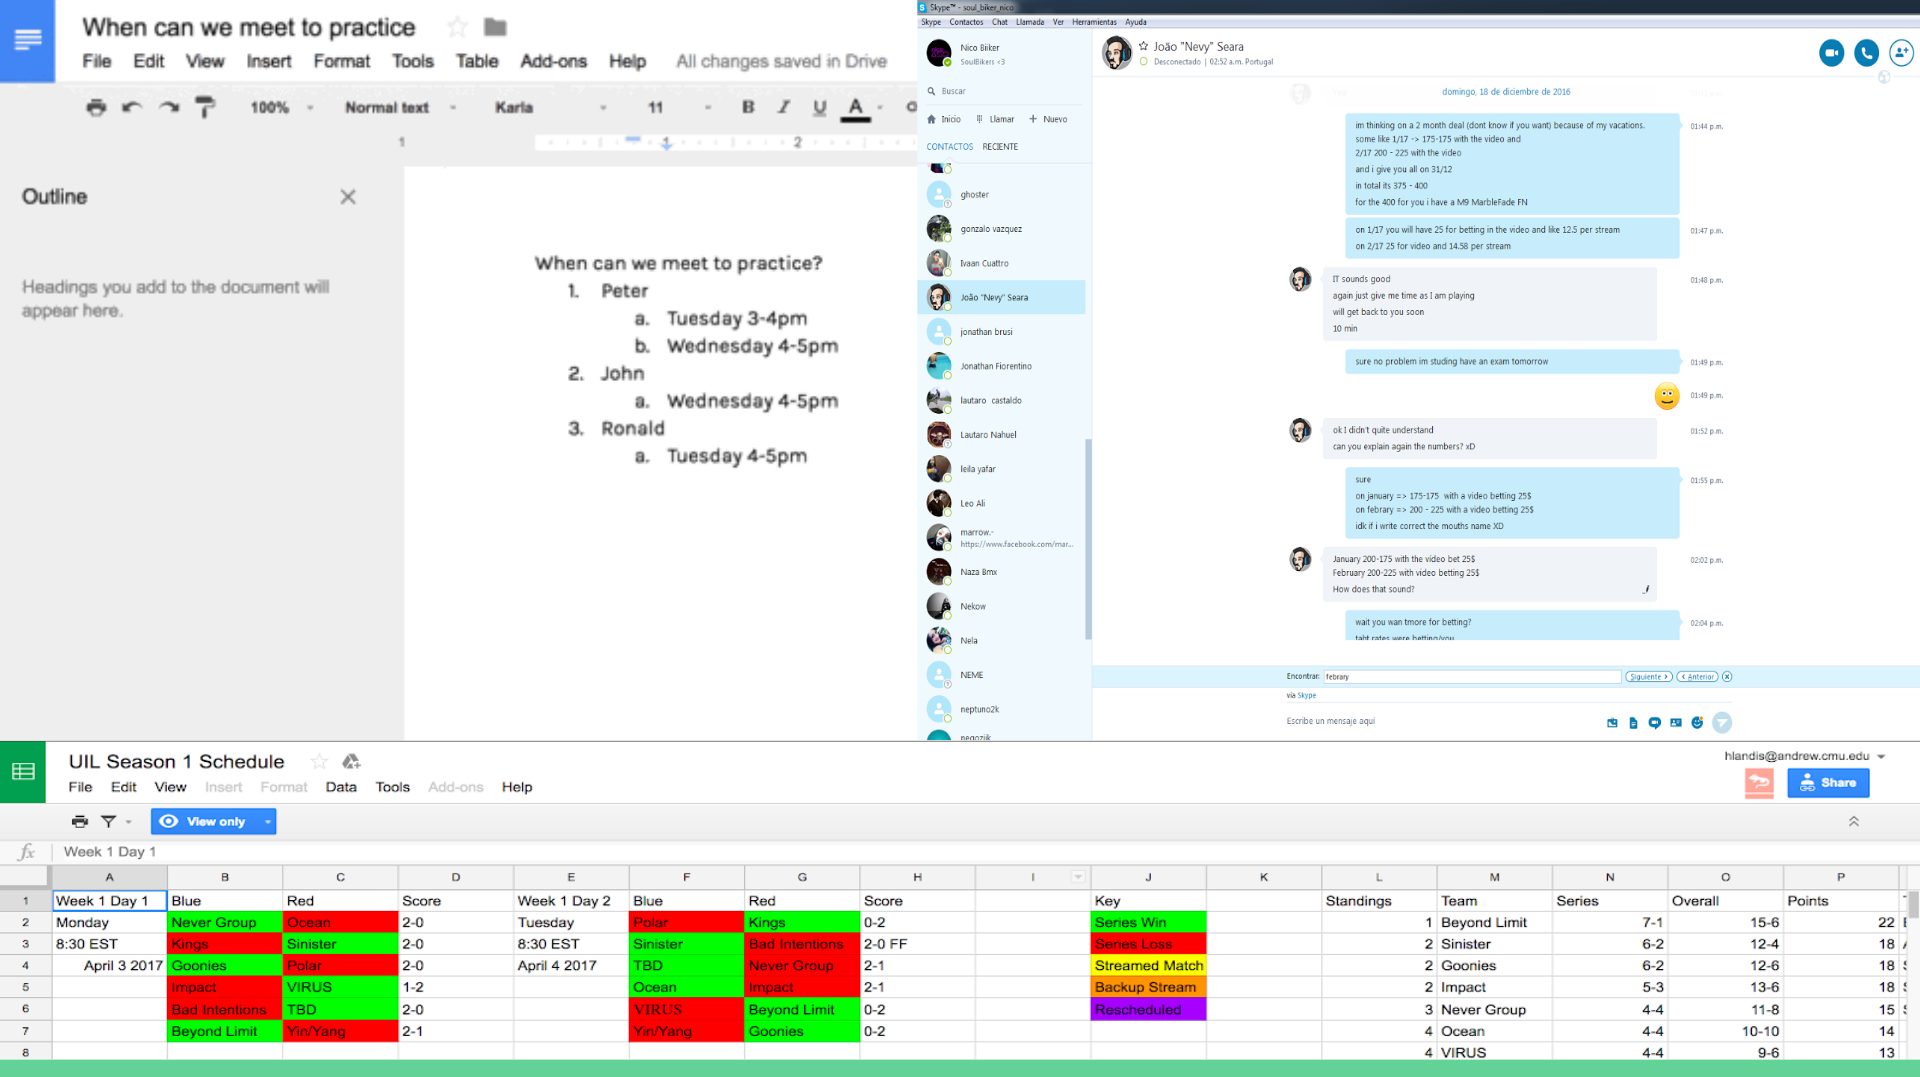 When can we meet to practice
File Edit View Insert Format Tools Table Add-ons Help All changes saved in Drive
100% Normal text Karla 11 B I U A
1 1 2
Outline
Headings you add to the document will
appear here.
When can we meet to practice?
1. Peter
a. Tuesday 3-4pm
b. Wednesday 4-5pm
2. John
a. Wednesday 4-5pm
3. Ronald
a. Tuesday 4-5pm
Skype™ - soul_biker_nico
Skype Contactos Chat Llamada Ver Herramientas Ayuda
Nico Biiker
SoulBikers <3
Buscar
Inicio Llamar Nuevo
CONTACTOS RECIENTE
ghoster
gonzalo vazquez
Ivaan Cuattro
João "Nevy" Seara
jonathan brusi
Jonathan Fiorentino
lautaro castaldo
Lautaro Nahuel
leila yafar
Leo Ali
marrow.-
https://www.facebook.com/mar...
Naza Bmx
Nekow
Nela
NEME
neptuno2k
negoziik
João "Nevy" Seara
Desconectado | 02:52 a.m. Portugal
domingo, 18 de diciembre de 2016
im thinking on a 2 month deal (dont know if you want) because of my vacations. 01:44 p.m.
some like 1/17 -> 175-175 with the video and
2/17 200 - 225 with the video
and i give you all on 31/12
in total its 375 - 400
for the 400 for you i have a M9 MarbleFade FN
on 1/17 you will have 25 for betting in the video and like 12.5 per stream 01:47 p.m.
on 2/17 25 for video and 14.58 per stream
IT sounds good 01:48 p.m.
again just give me time as I am playing
will get back to you soon
10 min
sure no problem im studing have an exam tomorrow 01:49 p.m.
01:49 p.m.
ok I didn't quite understand 01:52 p.m.
can you explain again the numbers? xD
sure 01:55 p.m.
on january => 175-175 with a video betting 25$
on febrary => 200 - 225 with a video betting 25$
idk if i write correct the mouths name XD
January 200-175 with the video bet 25$ 02:02 p.m.
February 200-225 with video betting 25$
How does that sound?
wait you wan tmore for betting? 02:04 p.m.
taht rates were betting/you
Encontrar: febrary Siguiente > < Anterior
vía Skype
Escribe un mensaje aquí
UIL Season 1 Schedule
hlandis@andrew.cmu.edu
File Edit View Insert Format Data Tools Add-ons Help
Share
View only
fx Week 1 Day 1
A B C D E F G H I J K L M N O P
1 Week 1 Day 1 Blue Red Score Week 1 Day 2 Blue Red Score Key Standings Team Series Overall Points
2 Monday Never Group Ocean 2-0 Tuesday Polar Kings 0-2 Series Win 1 Beyond Limit 7-1 15-6 22
3 8:30 EST Kings Sinister 2-0 8:30 EST Sinister Bad Intentions 2-0 FF Series Loss 2 Sinister 6-2 12-4 18
4 April 3 2017 Goonies Polar 2-0 April 4 2017 TBD Never Group 2-1 Streamed Match 2 Goonies 6-2 12-6 18
5 Impact VIRUS 1-2 Ocean Impact 2-1 Backup Stream 2 Impact 5-3 13-6 18
6 Bad Intentions TBD 2-0 VIRUS Beyond Limit 0-2 Rescheduled 3 Never Group 4-4 11-8 15
7 Beyond Limit Yin/Yang 2-1 Yin/Yang Goonies 0-2 4 Ocean 4-4 10-10 14
8 4 VIRUS 4-4 9-6 13